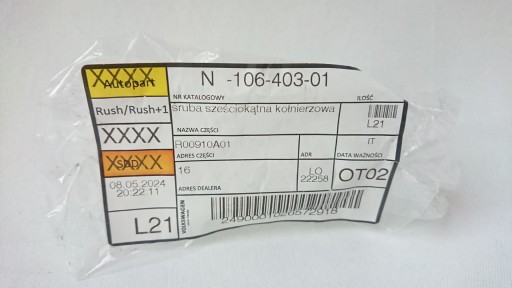 XXXX
Autopart
N -106-403-01
NR KATALOGOWY
ILOŚĆ
Rush/Rush+1
śruba sześciokątna kołnierzowa
L21
NAZWA CZĘŚCI
XXXX
R00910A01
IT
ADRES CZĘŚCI
ADR
DATA WAŻNOŚCI
XXXX
SDD
16
LO
22258
OT02
ADRES DEALERA
08.05.2024
20:22:11
L21
VOLKSWAGEN